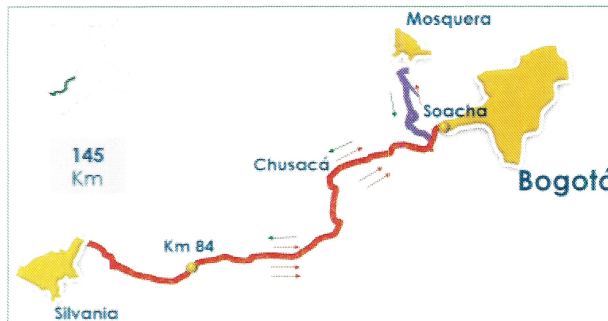 Mosquera
Soacha
145
Km
Chusacá
Bogotá
Km 84
Silvania